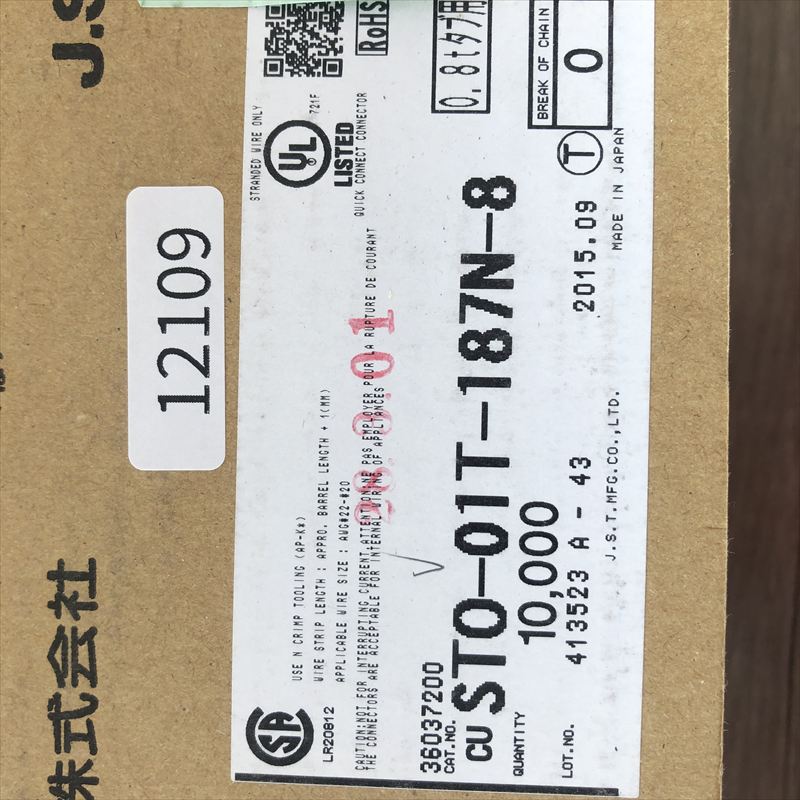 J.S
株式会社
12109
RoHS
0.8tタブ用
BREAK OF CHAIN
0
STRANDED WIRE ONLY
UL
721F
LISTED
QUICK CONNECT CONNECTOR
USE N CRIMP TOOLING (AP-K*)
WIRE STRIP LENGTH : APPRO. BARREL LENGTH + 1(MM)
APPLICABLE WIRE SIZE : AWG#22-#20
CAUTION:NOT FOR INTERRUPTING CURRENT.ATTENTION:NE PAS EMPLOYER POUR LA RUPTURE DE COURANT
THE CONNECTORS ARE ACCEPTABLE FOR INTERNAL WIRING OF APPLIANCES
SA
LR20812
36037200
CAT.NO.
CU STO-01T-187N-8
QUANTITY
10,000
LOT.NO.
413523 A - 43
2015.09
T
MADE IN JAPAN
J.S.T.MFG.CO.,LTD.